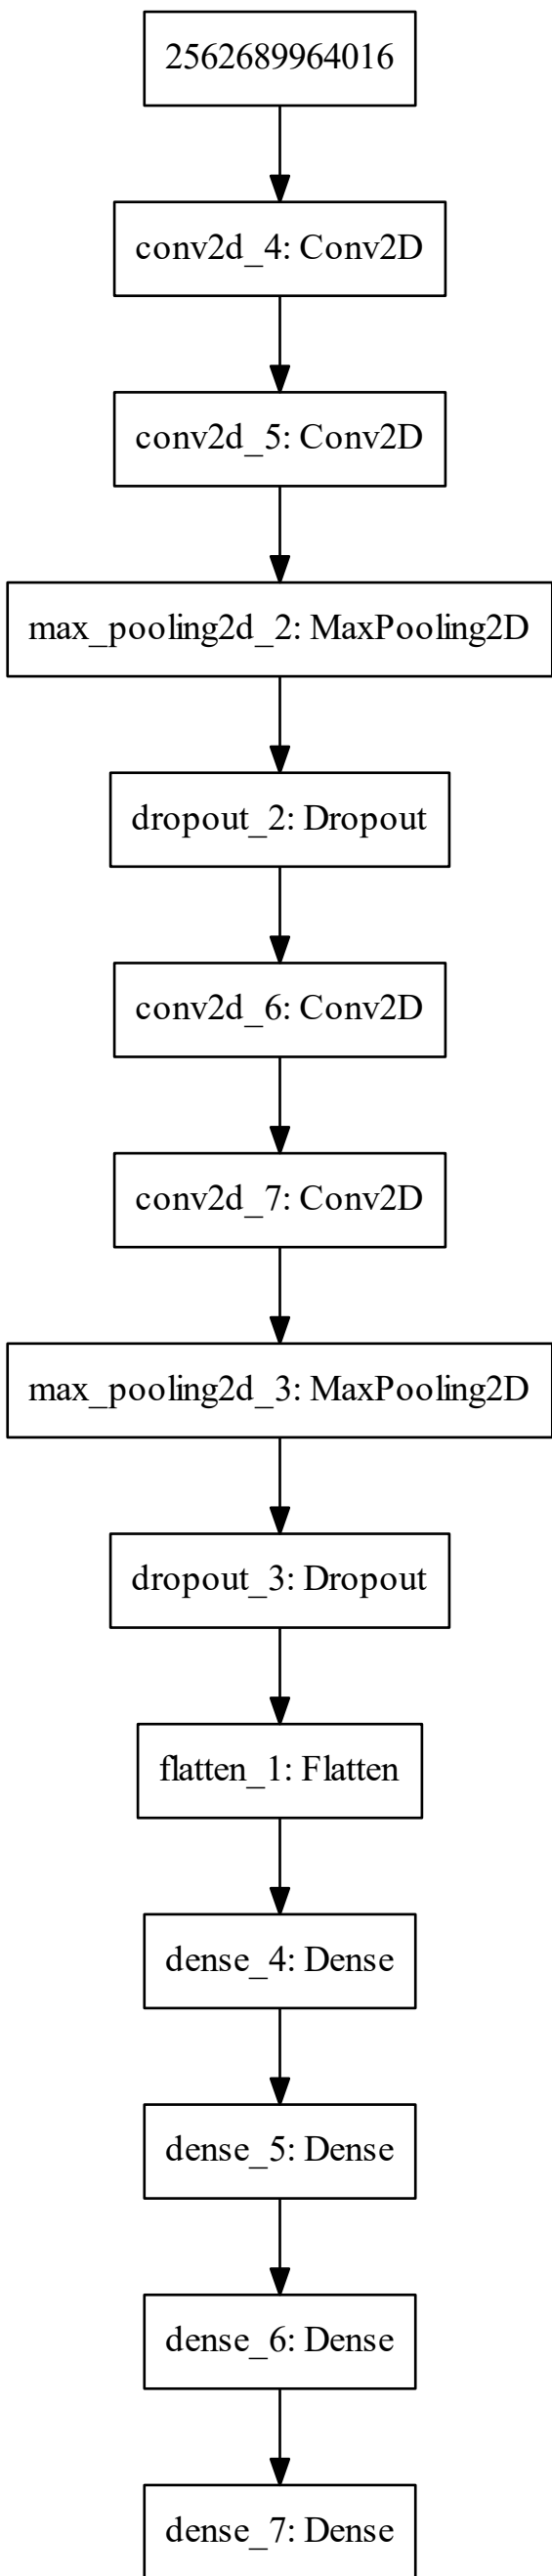 2562689964016
conv2d_4: Conv2D
conv2d_5: Conv2D
max_pooling2d_2: MaxPooling2D
dropout_2: Dropout
conv2d_6: Conv2D
conv2d_7: Conv2D
max_pooling2d_3: MaxPooling2D
dropout_3: Dropout
flatten_1: Flatten
dense_4: Dense
dense_5: Dense
dense_6: Dense
dense_7: Dense